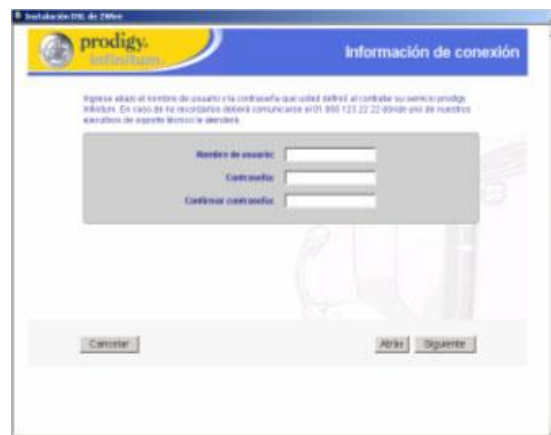 Instalación DSL de 2Wire
prodigy.
infinitum
Información de conexión
Ingrese abajo el nombre de usuario y la contraseña que usted definió al contratar su servicio prodigy
infinitum. En caso de no recordarlos deberá comunicarse al 01 800 123 22 22 donde uno de nuestros
ejecutivos de soporte técnico le atenderá.
Nombre de usuario:
Contraseña:
Confirmar contraseña:
Cancelar
Atrás
Siguiente